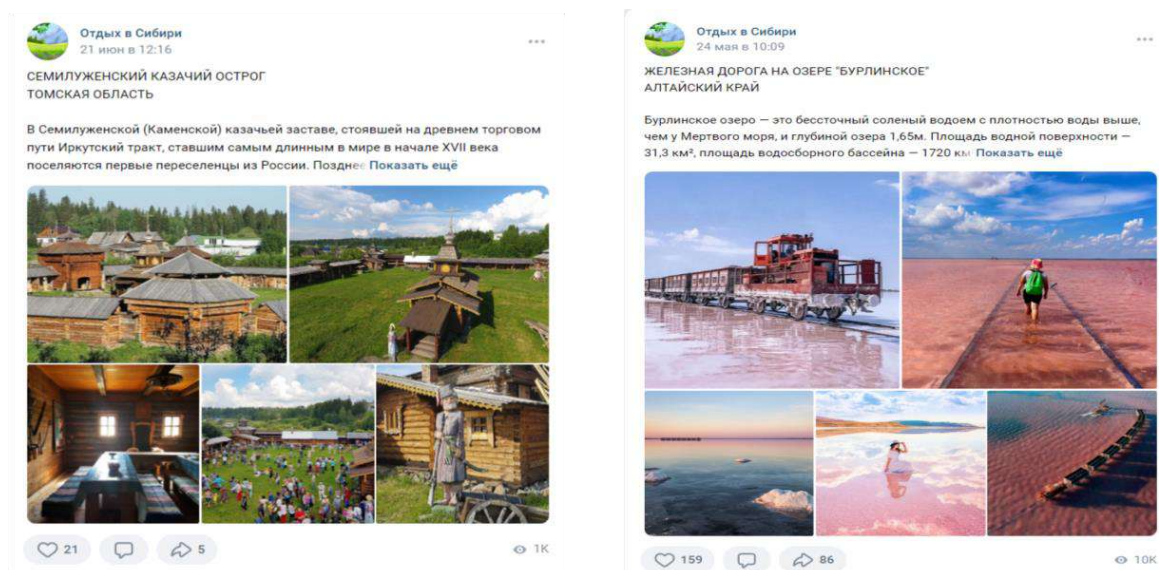 Отдых в Сибири
21 июн в 12:16
СЕМИЛУЖЕНСКИЙ КАЗАЧИЙ ОСТРОГ
ТОМСКАЯ ОБЛАСТЬ
В Семилуженской (Каменской) казачьей заставе, стоявшей на древнем торговом
пути Иркутский тракт, ставшим самым длинным в мире в начале XVII века
поселяются первые переселенцы из России. Позднее Показать ещё
21
5
1K
Отдых в Сибири
24 мая в 10:09
ЖЕЛЕЗНАЯ ДОРОГА НА ОЗЕРЕ "БУРЛИНСКОЕ"
АЛТАЙСКИЙ КРАЙ
Бурлинское озеро — это бессточный соленый водоем с плотностью воды выше,
чем у Мертвого моря, и глубиной озера 1,65м. Площадь водной поверхности —
31,3 км², площадь водосборного бассейна — 1720 км Показать ещё
159
86
10K